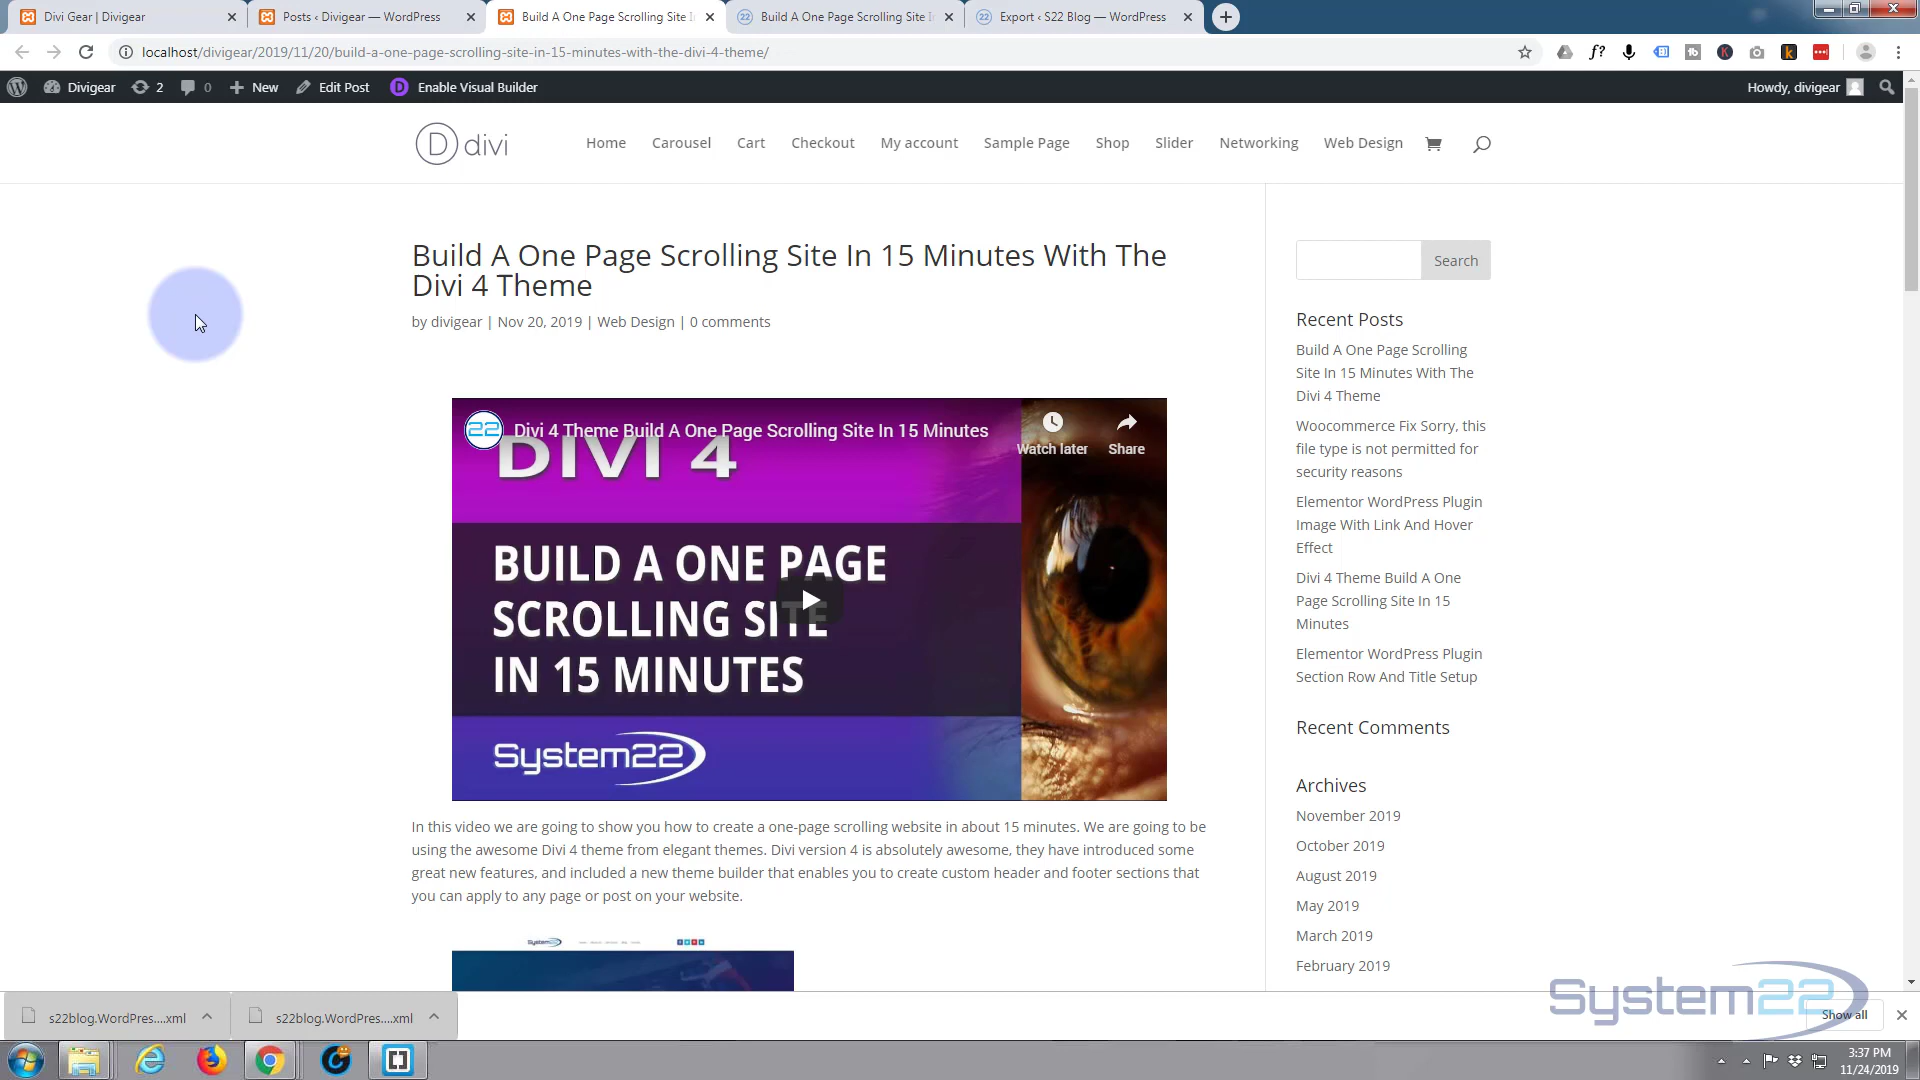 Divi Gear | Divigear
Posts ‹ Divigear — WordPress
Build A One Page Scrolling Site I
Build A One Page Scrolling Site I
Export ‹ S22 Blog — WordPress
localhost/divigear/2019/11/20/build-a-one-page-scrolling-site-in-15-minutes-with-the-divi-4-theme/
Divigear 2 0 New Edit Post Enable Visual Builder Howdy, divigear
divi
Home Carousel Cart Checkout My account Sample Page Shop Slider Networking Web Design
Build A One Page Scrolling Site In 15 Minutes With The
Divi 4 Theme
by divigear | Nov 20, 2019 | Web Design | 0 comments
22
Divi 4 Theme Build A One Page Scrolling Site In 15 Minutes
Watch later
Share
DIVI 4
BUILD A ONE PAGE
SCROLLING SITE
IN 15 MINUTES
System22
In this video we are going to show you how to create a one-page scrolling website in about 15 minutes. We are going to be
using the awesome Divi 4 theme from elegant themes. Divi version 4 is absolutely awesome, they have introduced some
great new features, and included a new theme builder that enables you to create custom header and footer sections that
you can apply to any page or post on your website.
System22
Search
Recent Posts
Build A One Page Scrolling
Site In 15 Minutes With The
Divi 4 Theme
Woocommerce Fix Sorry, this
file type is not permitted for
security reasons
Elementor WordPress Plugin
Image With Link And Hover
Effect
Divi 4 Theme Build A One
Page Scrolling Site In 15
Minutes
Elementor WordPress Plugin
Section Row And Title Setup
Recent Comments
Archives
November 2019
October 2019
August 2019
May 2019
March 2019
February 2019
System22
s22blog.WordPres....xml
s22blog.WordPres....xml
Show all
3:37 PM
11/24/2019